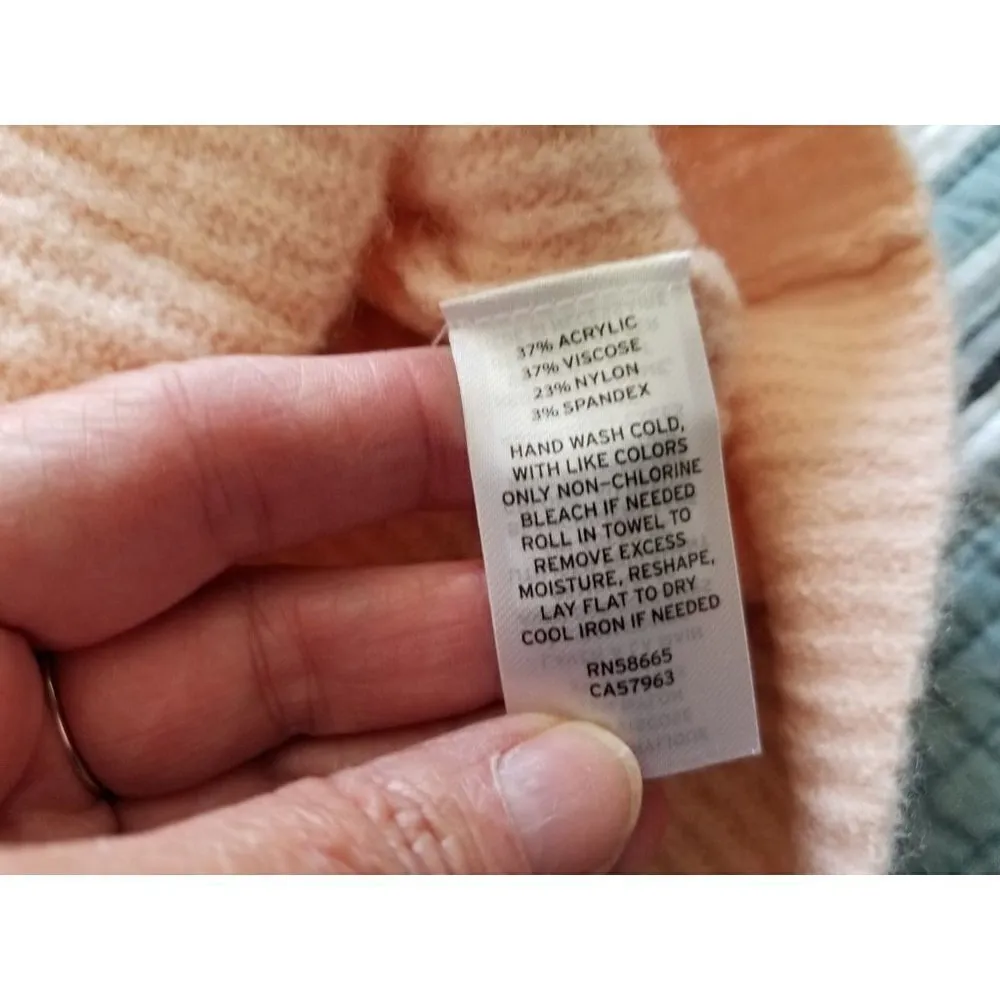 37% ACRYLIC
37% VISCOSE
23% NYLON
3% SPANDEX
HAND WASH COLD,
WITH LIKE COLORS
ONLY NON-CHLORINE
BLEACH IF NEEDED
ROLL IN TOWEL TO
REMOVE EXCESS
MOISTURE, RESHAPE,
LAY FLAT TO DRY
COOL IRON IF NEEDED
RN58665
CA57963